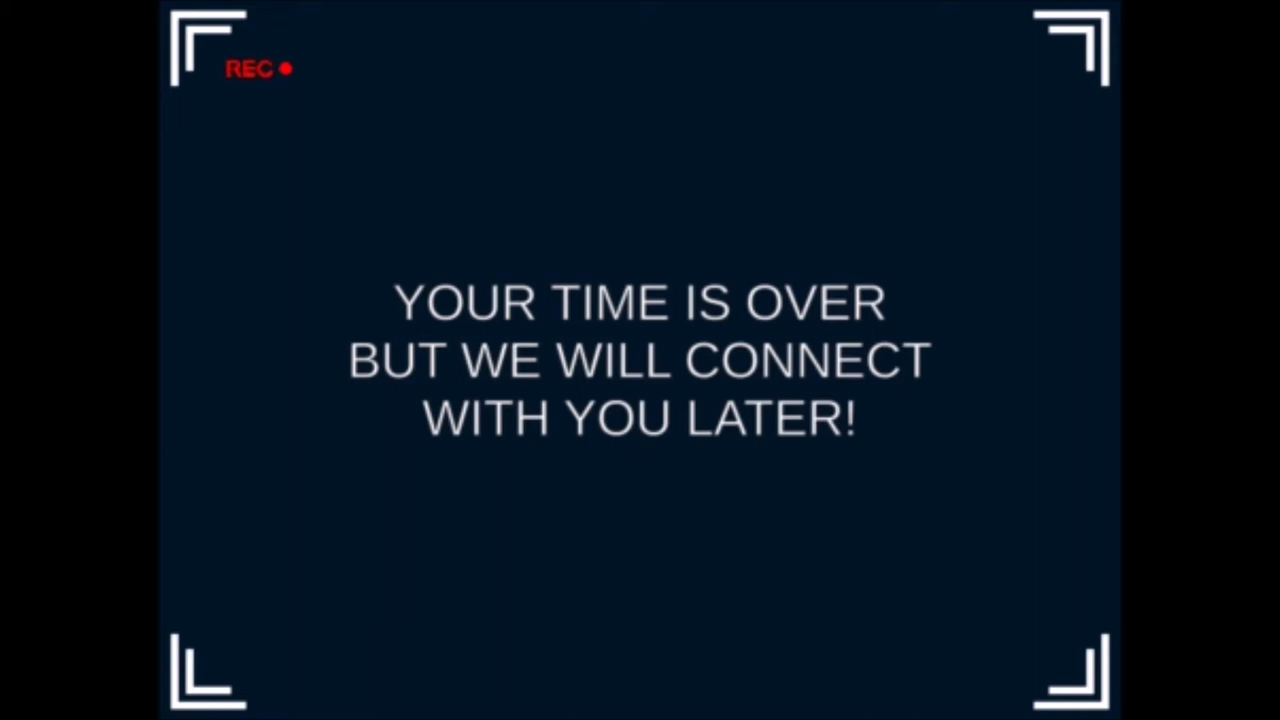 REC
YOUR TIME IS OVER
BUT WE WILL CONNECT
WITH YOU LATER!